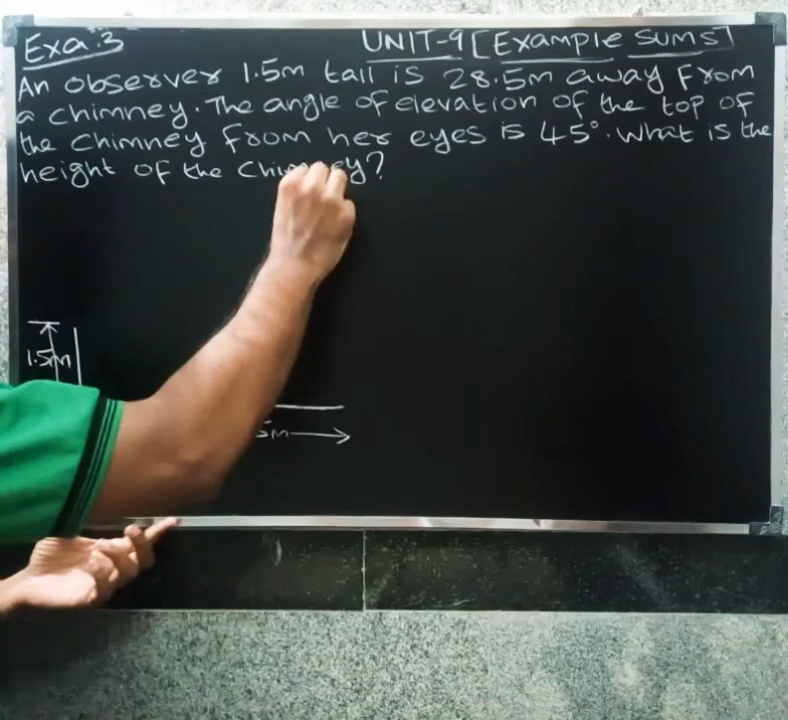 Exa.3 UNIT-9 [Example sums]
An observer 1.5m tall is 28.5m away from
a chimney. The angle of elevation of the top of
the chimney from her eyes is 45°. What is the
height of the
1.5m